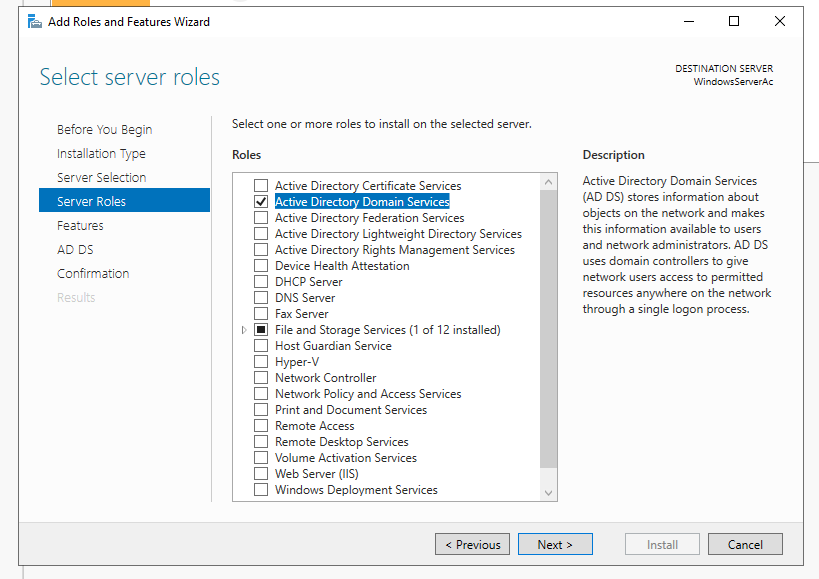 Add Roles and Features Wizard
Select server roles
DESTINATION SERVER
WindowsServerAc
Before You Begin
Installation Type
Server Selection
Server Roles
Features
AD DS
Confirmation
Results
Select one or more roles to install on the selected server.
Roles
Active Directory Certificate Services
Active Directory Domain Services
Active Directory Federation Services
Active Directory Lightweight Directory Services
Active Directory Rights Management Services
Device Health Attestation
DHCP Server
DNS Server
Fax Server
File and Storage Services (1 of 12 installed)
Host Guardian Service
Hyper-V
Network Controller
Network Policy and Access Services
Print and Document Services
Remote Access
Remote Desktop Services
Volume Activation Services
Web Server (IIS)
Windows Deployment Services
Description
Active Directory Domain Services
(AD DS) stores information about
objects on the network and makes
this information available to users
and network administrators. AD DS
uses domain controllers to give
network users access to permitted
resources anywhere on the network
through a single logon process.
< Previous
Next >
Install
Cancel